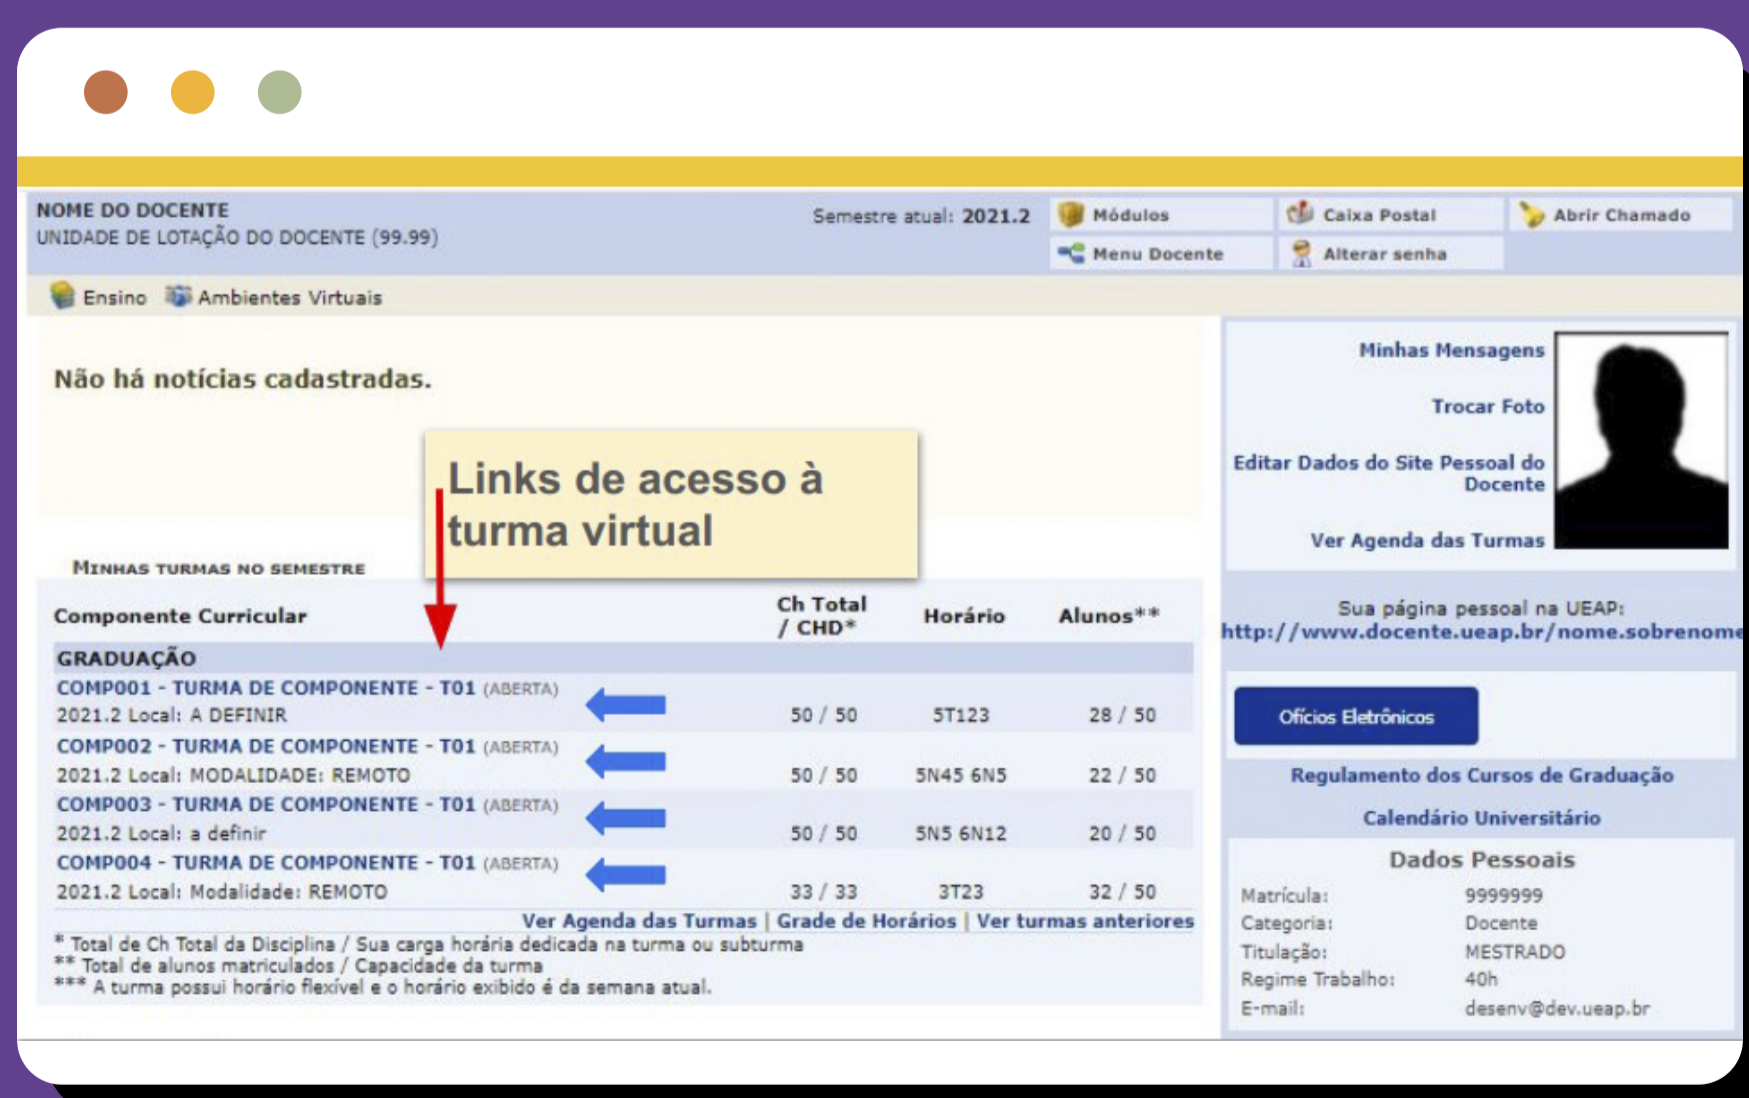 NOME DO DOCENTE
UNIDADE DE LOTAÇÃO DO DOCENTE (99.99)
Semestre atual: 2021.2
Módulos
Caixa Postal
Abrir Chamado
Menu Docente
Alterar senha
Ensino
Ambientes Virtuais
Não há notícias cadastradas.
Links de acesso à
turma virtual
MINHAS TURMAS NO SEMESTRE
Componente Curricular
Ch Total
/ CHD*
Horário
Alunos**
GRADUAÇÃO
COMP001 - TURMA DE COMPONENTE - T01 (ABERTA)
2021.2 Local: A DEFINIR 50 / 50 5T123 28 / 50
COMP002 - TURMA DE COMPONENTE - T01 (ABERTA)
2021.2 Local: MODALIDADE: REMOTO 50 / 50 5N45 6N5 22 / 50
COMP003 - TURMA DE COMPONENTE - T01 (ABERTA)
2021.2 Local: a definir 50 / 50 5N5 6N12 20 / 50
COMP004 - TURMA DE COMPONENTE - T01 (ABERTA)
2021.2 Local: Modalidade: REMOTO 33 / 33 3T23 32 / 50
Ver Agenda das Turmas | Grade de Horários | Ver turmas anteriores
* Total de Ch Total da Disciplina / Sua carga horária dedicada na turma ou subturma
** Total de alunos matriculados / Capacidade da turma
*** A turma possui horário flexível e o horário exibido é da semana atual.
Minhas Mensagens
Trocar Foto
Editar Dados do Site Pessoal do
Docente
Ver Agenda das Turmas
Sua página pessoal na UEAP:
http://www.docente.ueap.br/nome.sobrenome
Ofícios Eletrônicos
Regulamento dos Cursos de Graduação
Calendário Universitário
Dados Pessoais
Matrícula: 9999999
Categoria: Docente
Titulação: MESTRADO
Regime Trabalho: 40h
E-mail: desenv@dev.ueap.br